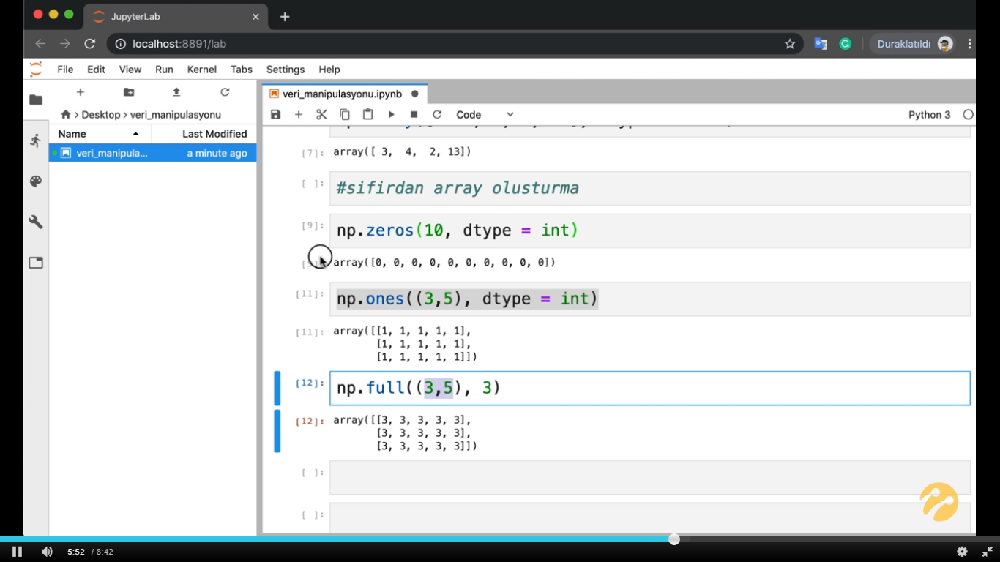 JupyterLab
localhost:8891/lab
Duraklatıldı
File Edit View Run Kernel Tabs Settings Help
veri_manipulasyonu.ipynb
Desktop > veri_manipulasyonu
Code
Python 3
Name Last Modified
veri_manipula... a minute ago
[7]: array([ 3, 4, 2, 13])
[ ]: #sifirdan array olusturma
[9]: np.zeros(10, dtype = int)
array([0, 0, 0, 0, 0, 0, 0, 0, 0, 0])
[11]: np.ones((3,5), dtype = int)
[11]: array([[1, 1, 1, 1, 1],
[1, 1, 1, 1, 1],
[1, 1, 1, 1, 1]])
[12]: np.full((3,5), 3)
[12]: array([[3, 3, 3, 3, 3],
[3, 3, 3, 3, 3],
[3, 3, 3, 3, 3]])
[ ]:
[ ]:
5:52 / 8:42